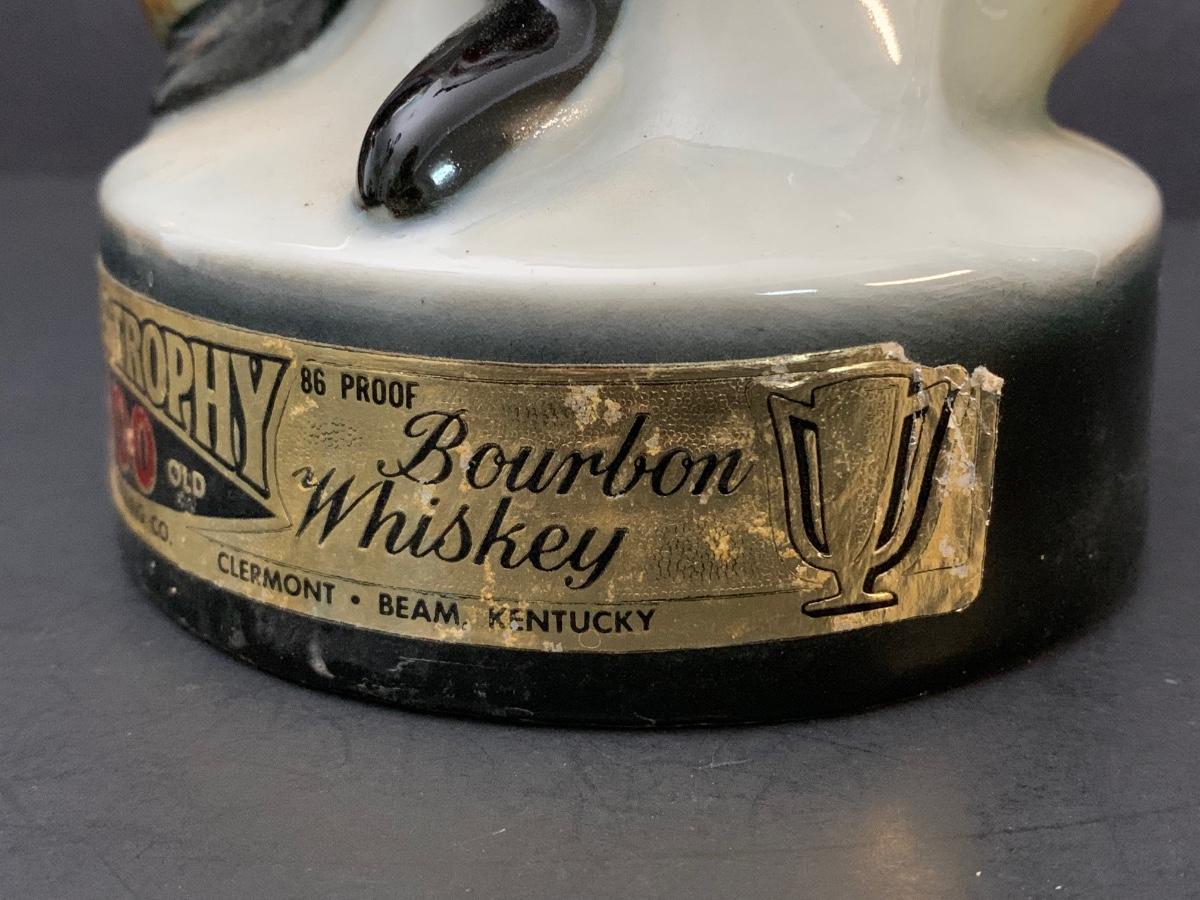 TROPHY
86 PROOF
Bourbon
Whiskey
OLD
CO.
CLERMONT • BEAM, KENTUCKY